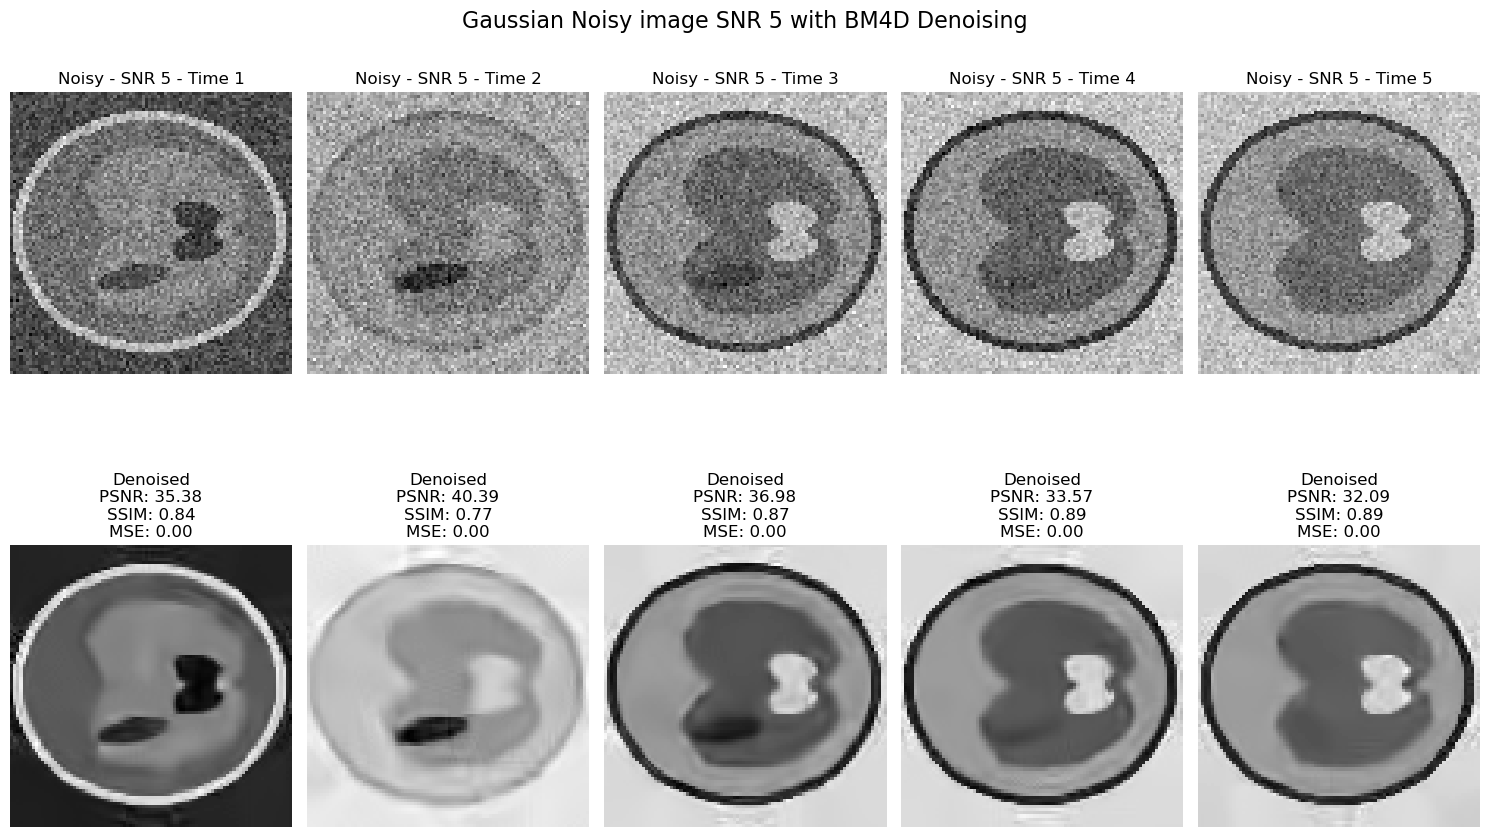 Gaussian Noisy image SNR 5 with BM4D Denoising
Noisy - SNR 5 - Time 1
Noisy - SNR 5 - Time 2
Noisy - SNR 5 - Time 3
Noisy - SNR 5 - Time 4
Noisy - SNR 5 - Time 5
Denoised
PSNR: 35.38
SSIM: 0.84
MSE: 0.00
Denoised
PSNR: 40.39
SSIM: 0.77
MSE: 0.00
Denoised
PSNR: 36.98
SSIM: 0.87
MSE: 0.00
Denoised
PSNR: 33.57
SSIM: 0.89
MSE: 0.00
Denoised
PSNR: 32.09
SSIM: 0.89
MSE: 0.00